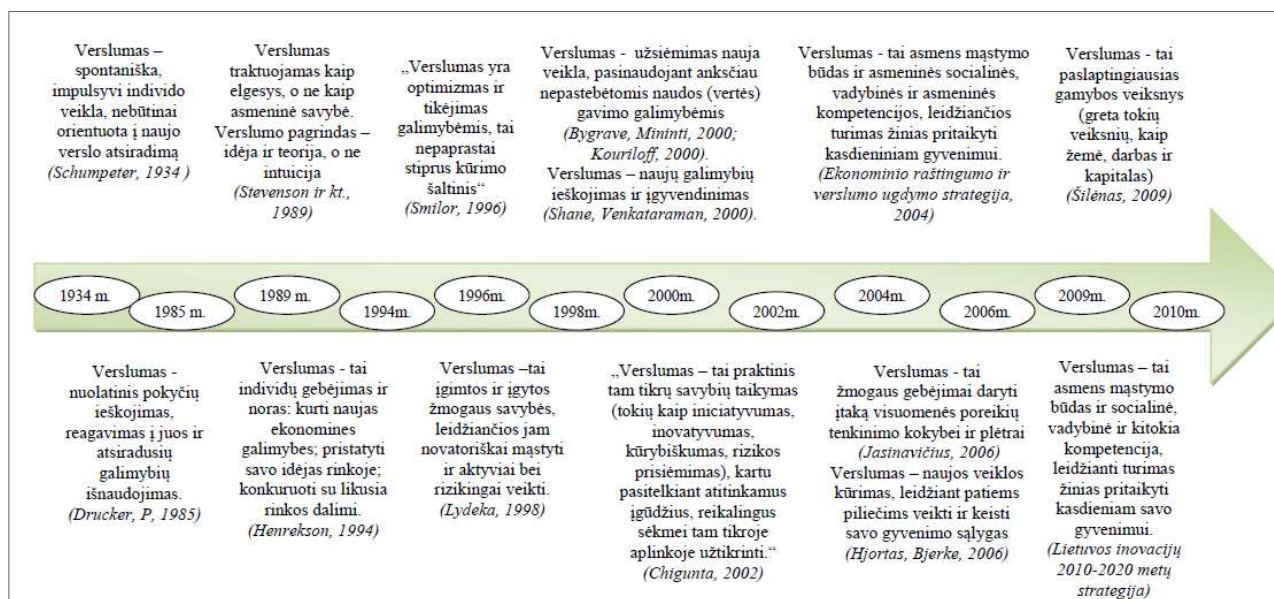 Verslumas –
spontaniška,
impulsyvi individo
veikla, nebūtinai
orientuota į naujo
verslo atsiradimą
(Schumpeter, 1934 )
Verslumas
traktuojamas kaip
elgesys, o ne kaip
asmeninė savybė.
Verslumo pagrindas –
idėja ir teorija, o ne
intuicija
(Stevenson ir kt.,
1989)
„Verslumas yra
optimizmas ir
tikėjimas
galimybėmis, tai
nepaprastai
stiprus kūrimo
šaltinis“
(Smilor, 1996)
Verslumas - užsiėmimas nauja
veikla, pasinaudojant anksčiau
nepastebėtomis naudos (vertės)
gavimo galimybėmis
(Bygrave, Mininti, 2000;
Kouriloff, 2000).
Verslumas – naujų galimybių
ieškojimas ir įgyvendinimas
(Shane, Venkataraman, 2000).
Verslumas - tai asmens mąstymo
būdas ir asmeninės socialinės,
vadybinės ir asmeninės
kompetencijos, leidžiančios
turimas žinias pritaikyti
kasdieniniam gyvenimui.
(Ekonominio raštingumo ir
verslumo ugdymo strategija,
2004)
Verslumas - tai
paslaptingiausias
gamybos veiksnys
(greta tokių
veiksnių, kaip
žemė, darbas ir
kapitalas)
(Šilėnas, 2009)
1934 m.
1985 m.
1989 m.
1994m.
1996m.
1998m.
2000m.
2002m.
2004m.
2006m.
2009m.
2010m.
Verslumas -
nuolatinis pokyčių
ieškojimas,
reagavimas į juos ir
atsiradusių
galimybių
išnaudojimas.
(Drucker, P, 1985)
Verslumas - tai
individų gebėjimas ir
noras: kurti naujas
ekonomines
galimybes; pristatyti
savo idėjas rinkoje;
konkuruoti su likusia
rinkos dalimi.
(Henrekson, 1994)
Verslumas –tai
įgimtos ir įgytos
žmogaus savybės,
leidžiančios jam
novatoriškai mąstyti
ir aktyviai bei
rizikingai veikti.
(Lydeka, 1998)
„Verslumas – tai praktinis
tam tikrų savybių taikymas
(tokių kaip iniciatyvumas,
inovatyvumas,
kūrybiškumas, rizikos
prisiėmimas), kartu
pasitelkiant atitinkamus
įgūdžius, reikalingus
sėkmei tam tikroje
aplinkoje užtikrinti.“
(Chigunta, 2002)
Verslumas - tai
žmogaus gebėjimai daryti
įtaką visuomenės poreikių
tenkinimo kokybei ir plėtrai
(Jasinavičius, 2006)
Verslumas – naujos veiklos
kūrimas, leidžiant patiems
piliečiams veikti ir keisti
savo gyvenimo sąlygas
(Hjortas, Bjerke, 2006)
Verslumas – tai
asmens mąstymo
būdas ir socialinė,
vadybinė ir kitokia
kompetencija,
leidžianti turimas
žinias pritaikyti
kasdieniam savo
gyvenimui.
(Lietuvos inovacijų
2010-2020 metų
strategija)